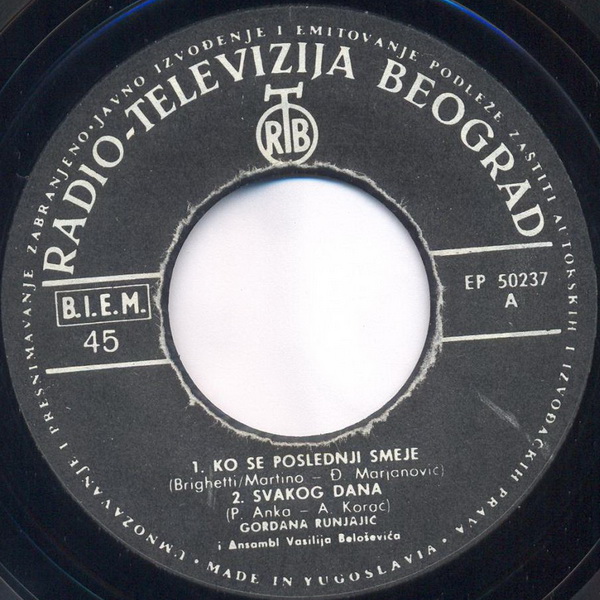 UMNOŽAVANJE I PRESNIMAVANJE ZABRANJENO · JAVNO IZVOĐENJE I EMITOVANJE PODLEŽE ZAŠTITI AUTORSKIH I IZVOĐAČKIH PRAVA ·
RADIO-TELEVIZIJA BEOGRAD
RTB
B.I.E.M.
45
EP 50237
A
1. KO SE POSLEDNJI SMEJE
(Brighetti/Martino - Đ Marjanović)
2. SVAKOG DANA
(P. Anka - A. Korać)
GORDANA RUNJAJIĆ
i Ansambl Vasilija Beloševića
MADE IN YUGOSLAVIA ·